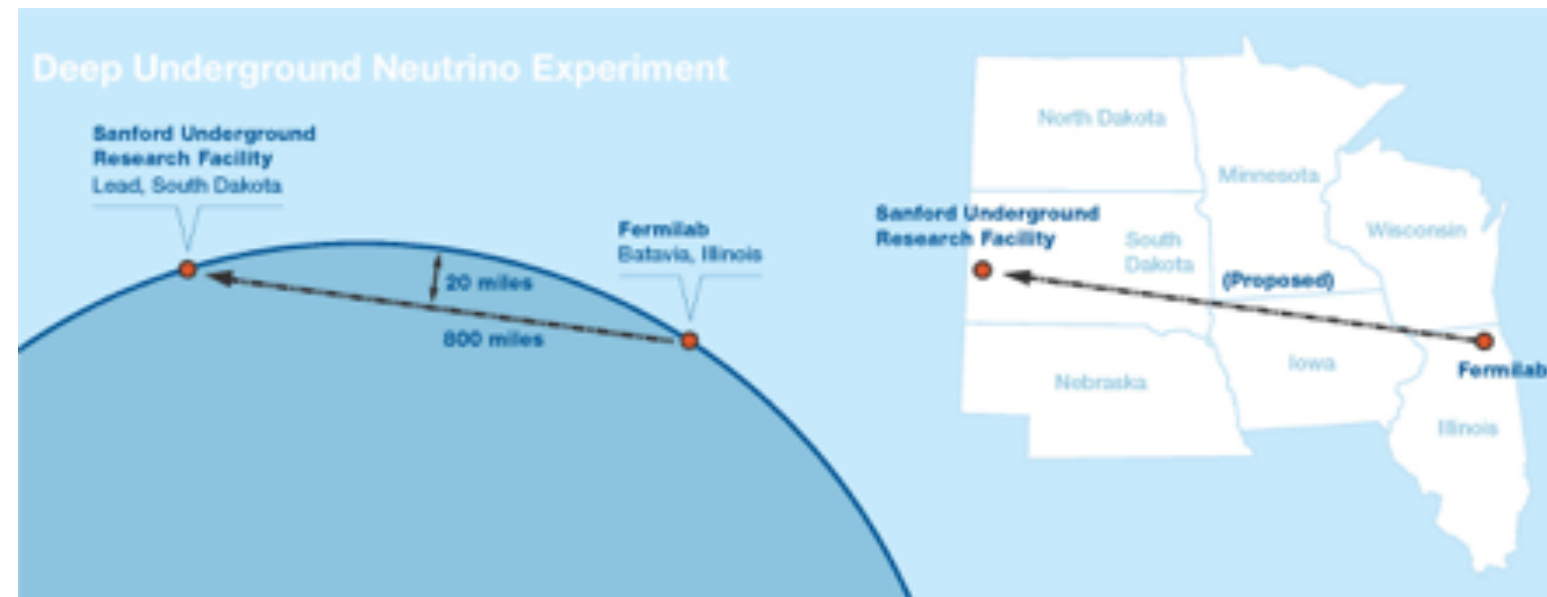 Deep Underground Neutrino Experiment
Sanford Underground
Research Facility
Lead, South Dakota
Fermilab
Batavia, Illinois
20 miles
800 miles
North Dakota
Minnesota
Sanford Underground
Research Facility
South
Dakota
Wisconsin
(Proposed)
Iowa
Fermilab
Nebraska
Illinois